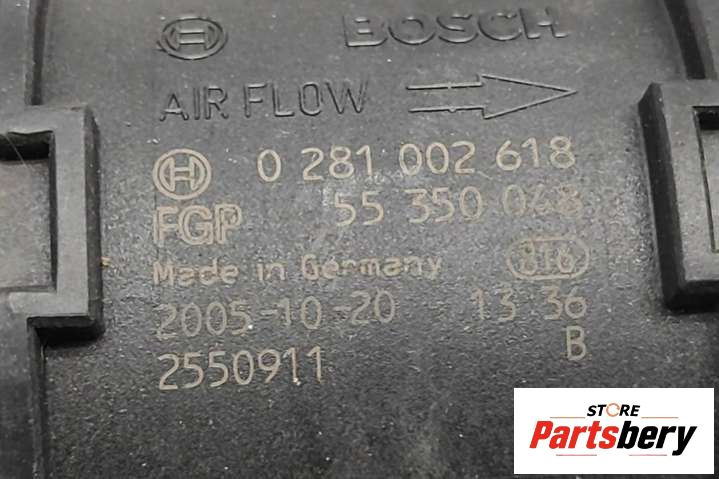 BOSCH
AIR FLOW
0 281 002 618
FGP 55 350 048
Made in Germany 816
2005-10-20 13 36
2550911 B
STORE
Partsbery